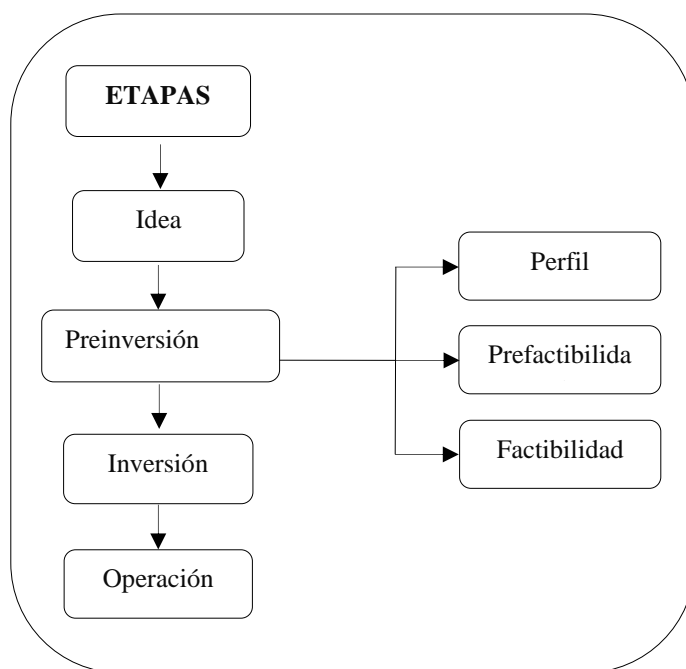 ETAPAS
Idea
Preinversión
Inversión
Operación
Perfil
Prefactibilida
Factibilidad